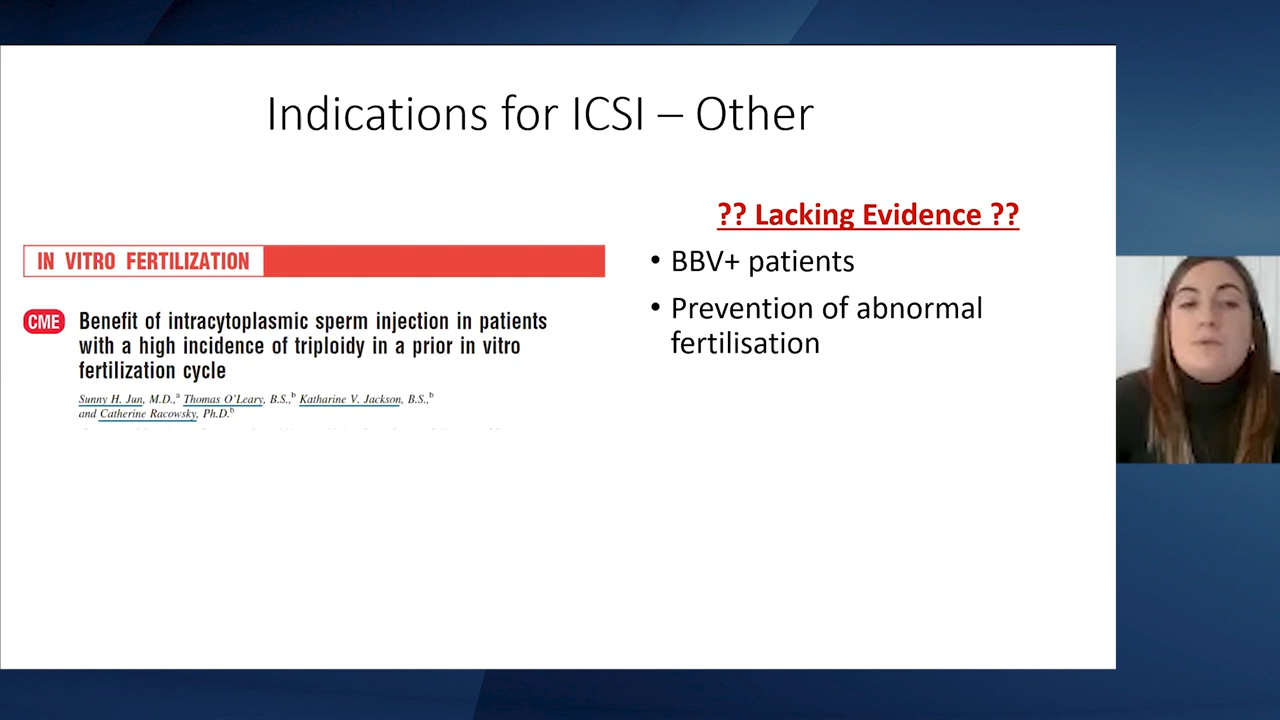 Indications for ICSI – Other
IN VITRO FERTILIZATION
CME
Benefit of intracytoplasmic sperm injection in patients
with a high incidence of triploidy in a prior in vitro
fertilization cycle
Sunny H. Jun, M.D.,a Thomas O'Leary, B.S.,b Katharine V. Jackson, B.S.,b
and Catherine Racowsky, Ph.D.b
?? Lacking Evidence ??
• BBV+ patients
• Prevention of abnormal
fertilisation